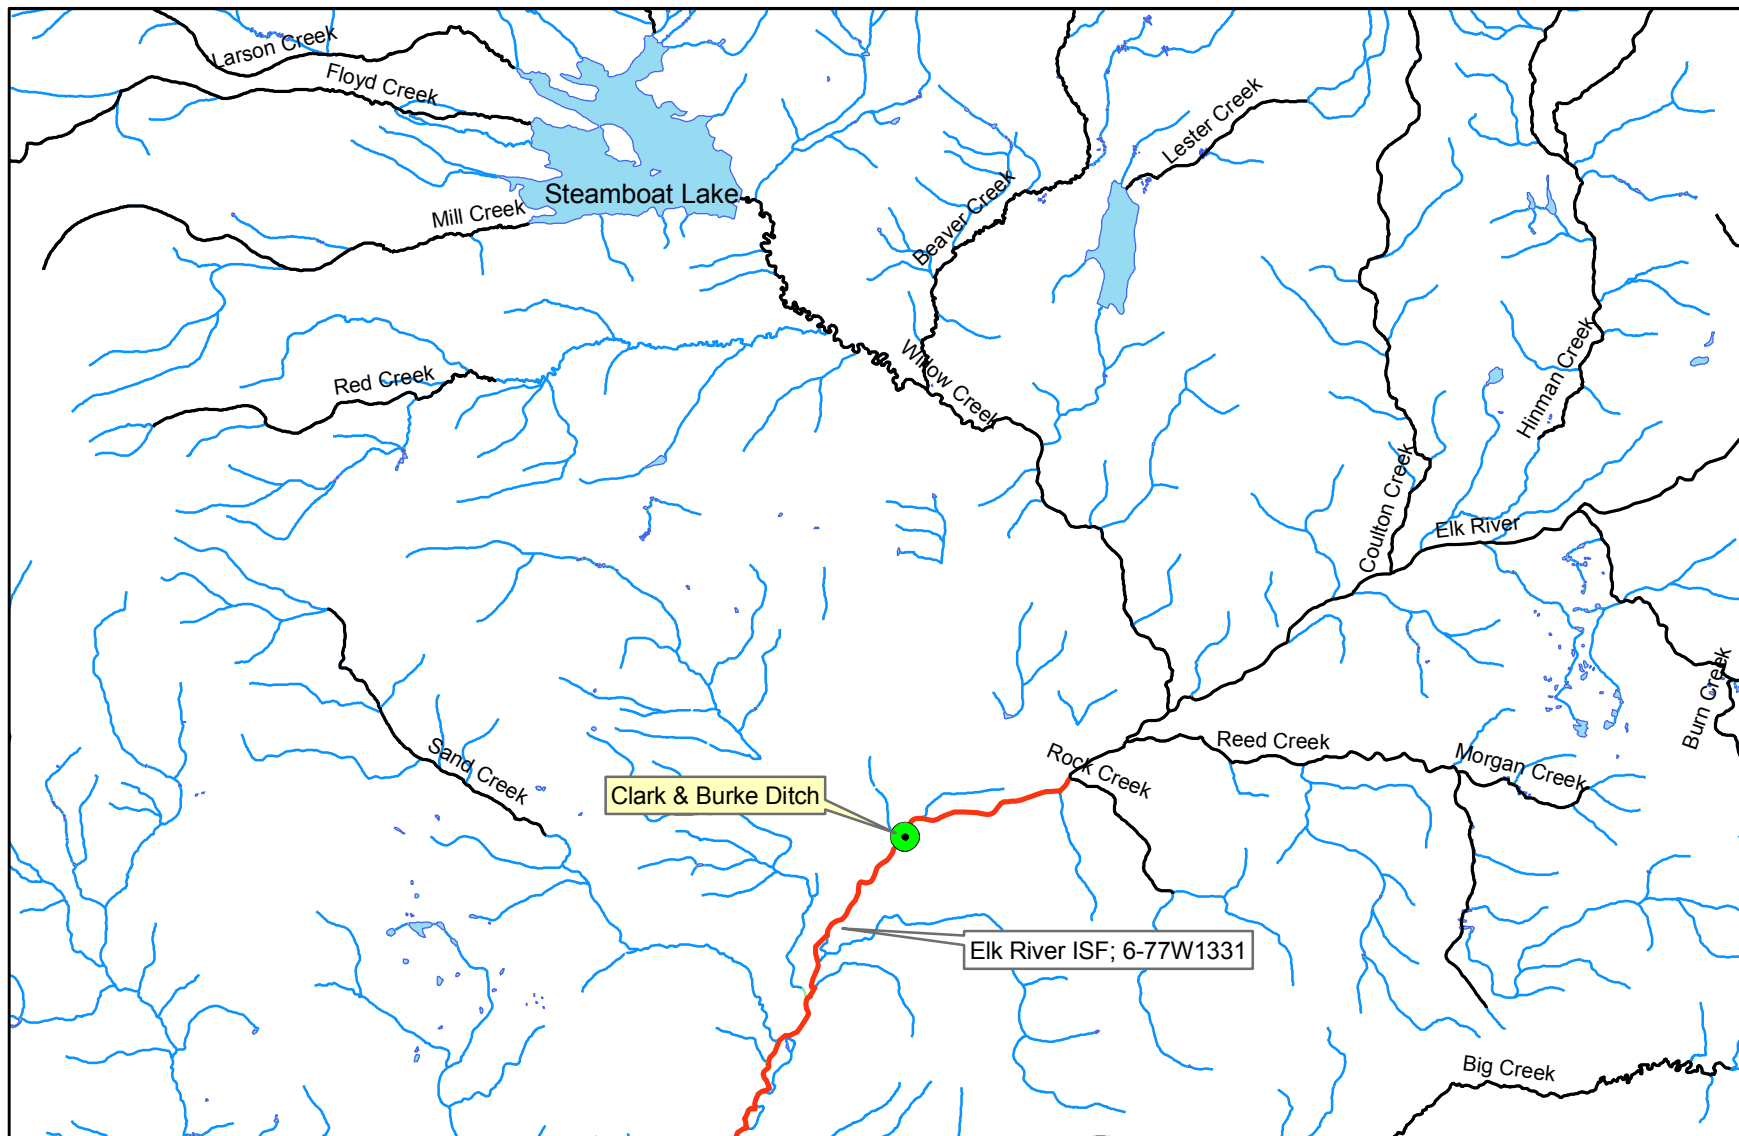 Larson Creek
Floyd Creek
Lester Creek
Steamboat Lake
Mill Creek
Beaver Creek
Willow Creek
Red Creek
Hinman Creek
Coulton Creek
Elk River
Burn Creek
Sand Creek
Rock Creek
Reed Creek
Morgan Creek
Clark & Burke Ditch
Elk River ISF; 6-77W1331
Big Creek